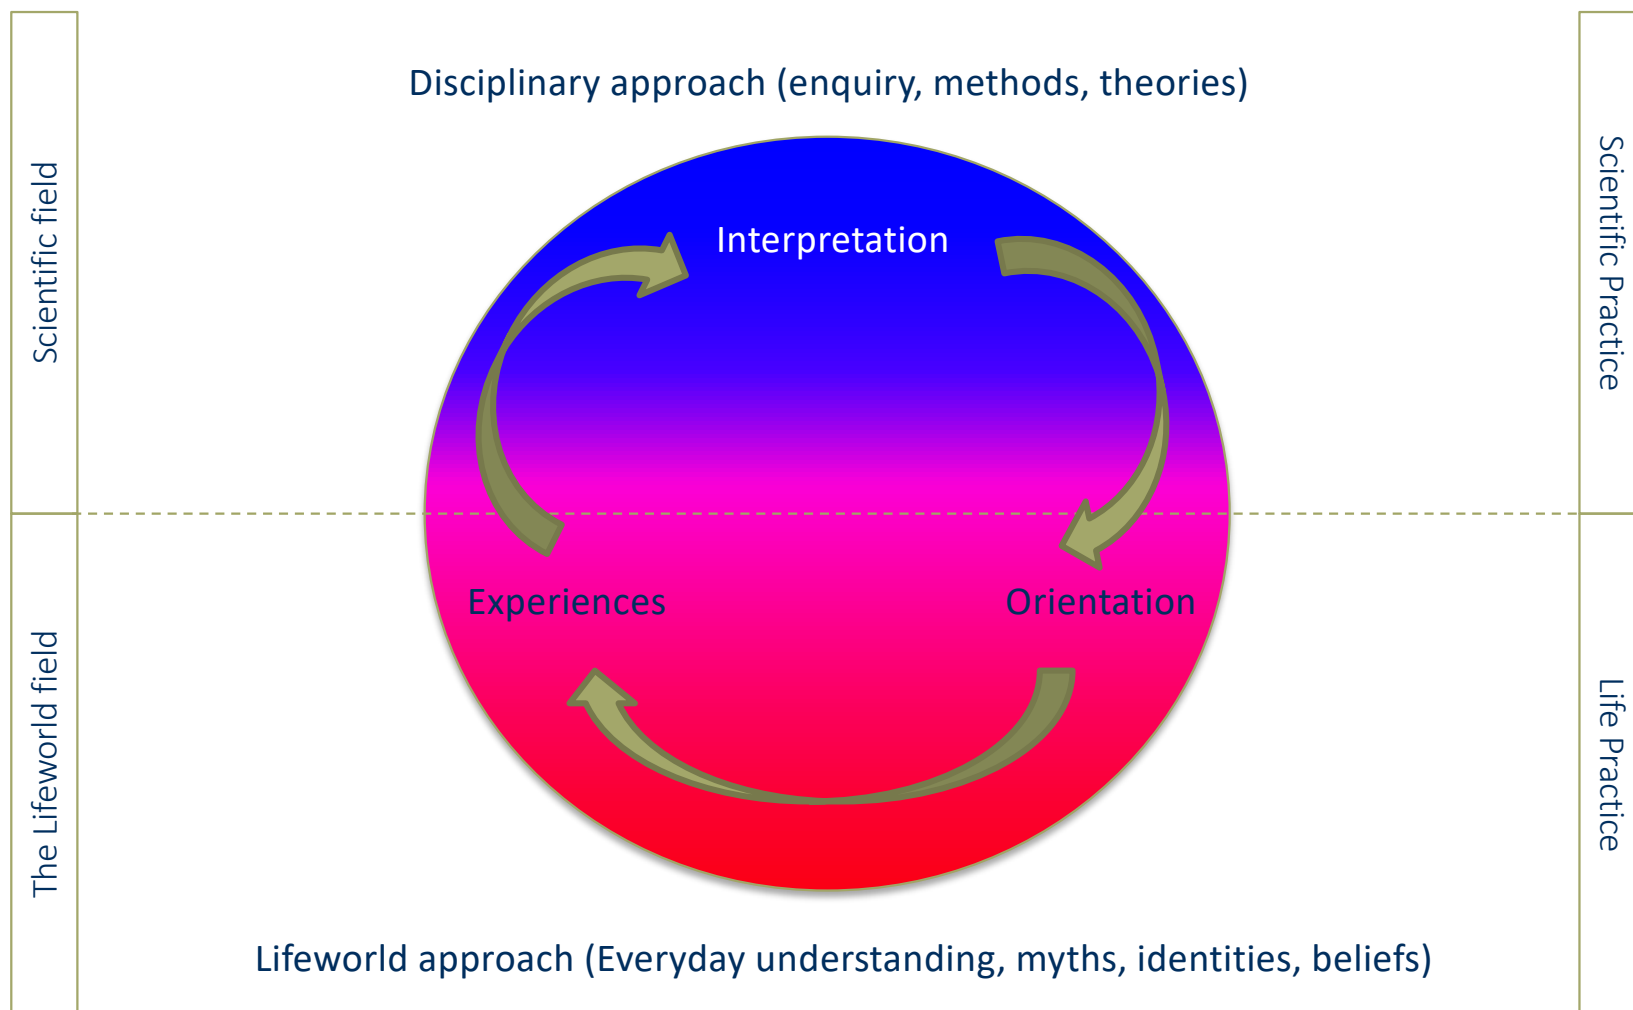 Disciplinary approach (enquiry, methods, theories)
Scientific field
Scientific Practice
Interpretation
Experiences
Orientation
The Lifeworld field
Life Practice
Lifeworld approach (Everyday understanding, myths, identities, beliefs)